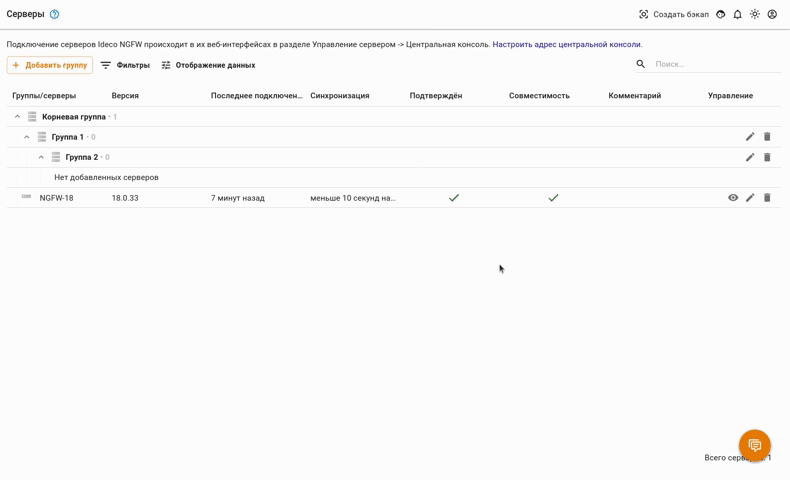 Серверы
Создать бэкап
Подключение серверов Ideco NGFW происходит в их веб-интерфейсах в разделе Управление сервером -> Центральная консоль. Настроить адрес центральной консоли.
+ Добавить группу Фильтры Отображение данных Поиск...
Группы/серверы Версия Последнее подключен... Синхронизация Подтверждён Совместимость Комментарий Управление
Корневая группа · 1
Группа 1 · 0
Группа 2 · 0
Нет добавленных серверов
NGFW-18 18.0.33 7 минут назад меньше 10 секунд на...
Всего 1